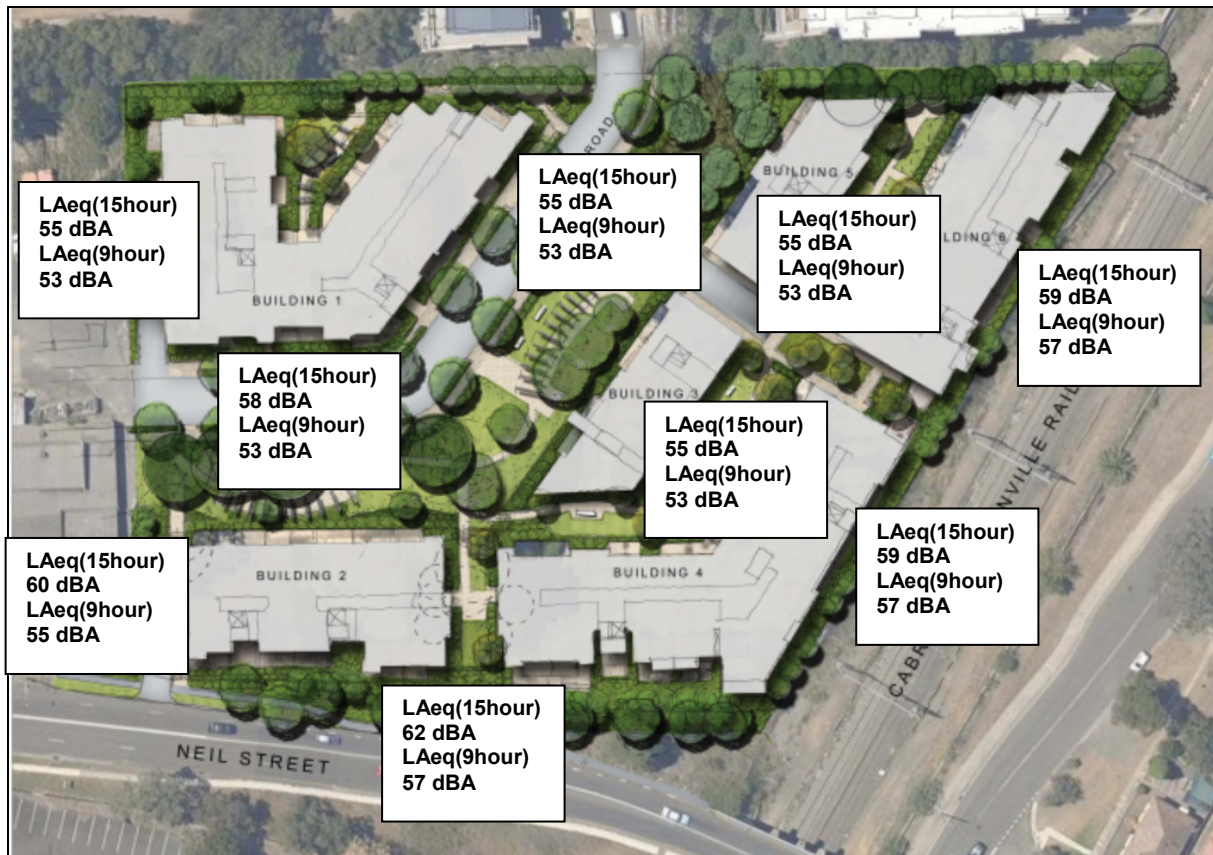 ROAD
BUILDING 5
LAeq(15hour)
55 dBA
LAeq(9hour)
53 dBA
LAeq(15hour)
55 dBA
LAeq(9hour)
53 dBA
BUILDING 1
LAeq(15hour)
55 dBA
LAeq(9hour)
53 dBA
LDING 6
LAeq(15hour)
59 dBA
LAeq(9hour)
57 dBA
LAeq(15hour)
58 dBA
LAeq(9hour)
53 dBA
BUILDING 3
LAeq(15hour)
55 dBA
LAeq(9hour)
53 dBA
LAeq(15hour)
59 dBA
LAeq(9hour)
57 dBA
CABR
NVILLE RAIL
LAeq(15hour)
60 dBA
LAeq(9hour)
55 dBA
BUILDING 2
BUILDING 4
LAeq(15hour)
62 dBA
LAeq(9hour)
57 dBA
NEIL STREET